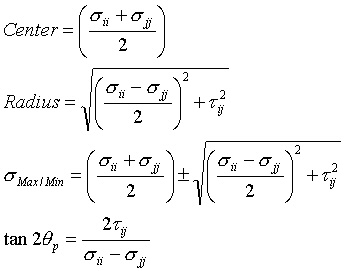 Center = ( (σ_ii + σ_jj) / 2 )
Radius = √( ( (σ_ii − σ_jj) / 2 )² + τ_ij² )
σ_Max/Min = ( (σ_ii + σ_jj) / 2 ) ± √( ( (σ_ii − σ_jj) / 2 )² + τ_ij² )
tan 2θ_p = 2τ_ij / (σ_ii − σ_jj)